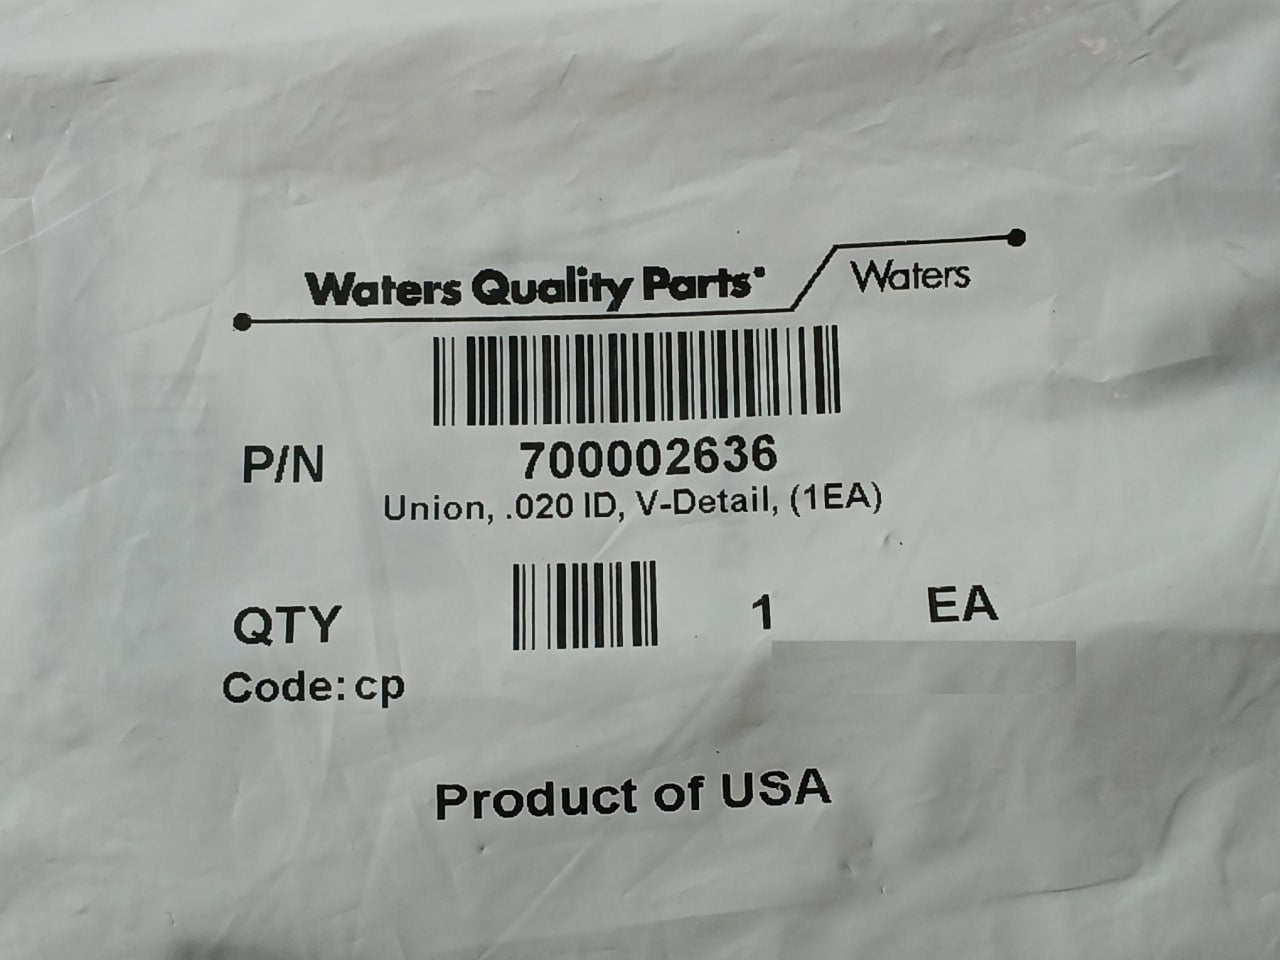 Waters Quality Parts
Waters
P/N 700002636
Union, .020 ID, V-Detail, (1EA)
QTY 1 EA
Code: cp
Product of USA